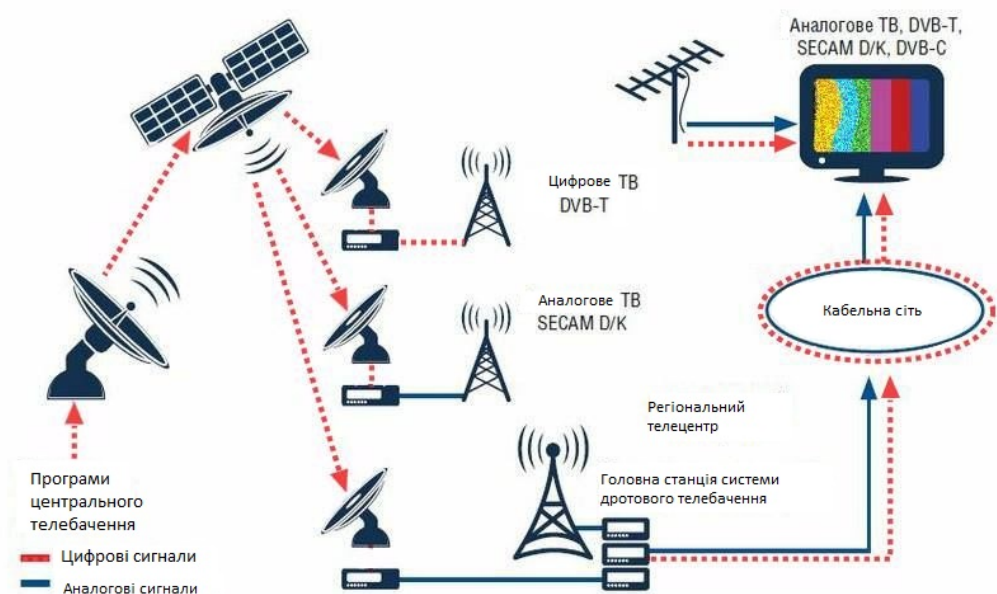 Аналогове ТВ, DVB-T,
SECAM D/K, DVB-C
Цифрове ТВ
DVB-T
Аналогове ТВ
SECAM D/K
Кабельна сіть
Регіональний
телецентр
Головна станція системи
дротового телебачення
Програми
центрального
телебачення
Цифрові сигнали
Аналогові сигнали